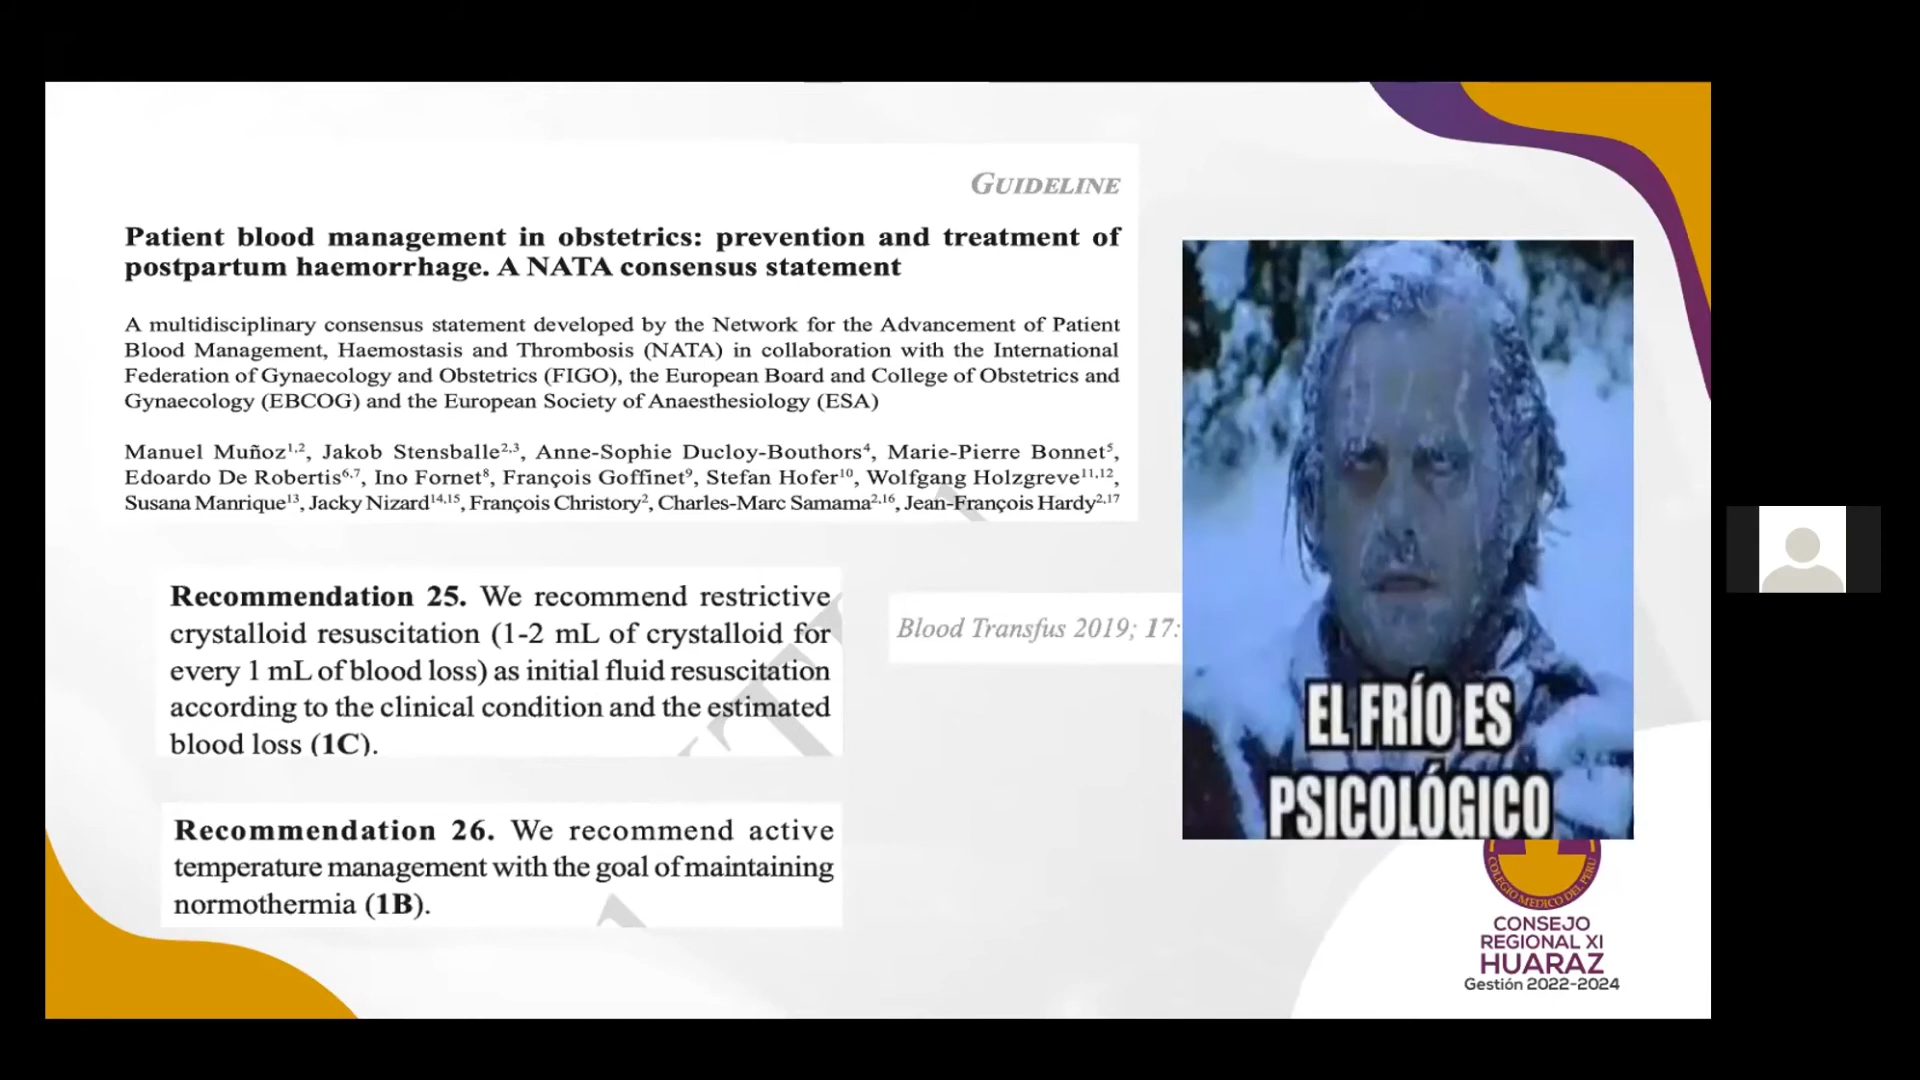 GUIDELINE
Patient blood management in obstetrics: prevention and treatment of
postpartum haemorrhage. A NATA consensus statement
A multidisciplinary consensus statement developed by the Network for the Advancement of Patient
Blood Management, Haemostasis and Thrombosis (NATA) in collaboration with the International
Federation of Gynaecology and Obstetrics (FIGO), the European Board and College of Obstetrics and
Gynaecology (EBCOG) and the European Society of Anaesthesiology (ESA)
Manuel Muñoz1,2, Jakob Stensballe2,3, Anne-Sophie Ducloy-Bouthors4, Marie-Pierre Bonnet5,
Edoardo De Robertis6,7, Ino Fornet8, François Goffinet9, Stefan Hofer10, Wolfgang Holzgreve11,12,
Susana Manrique13, Jacky Nizard14,15, François Christory2, Charles-Marc Samama2,16, Jean-François Hardy2,17
Recommendation 25. We recommend restrictive
crystalloid resuscitation (1-2 mL of crystalloid for
every 1 mL of blood loss) as initial fluid resuscitation
according to the clinical condition and the estimated
blood loss (1C).
Blood Transfus 2019; 17:
Recommendation 26. We recommend active
temperature management with the goal of maintaining
normothermia (1B).
EL FRÍO ES
PSICOLÓGICO
COLEGIO MEDICO DEL PERU
CONSEJO
REGIONAL XI
HUARAZ
Gestión 2022-2024